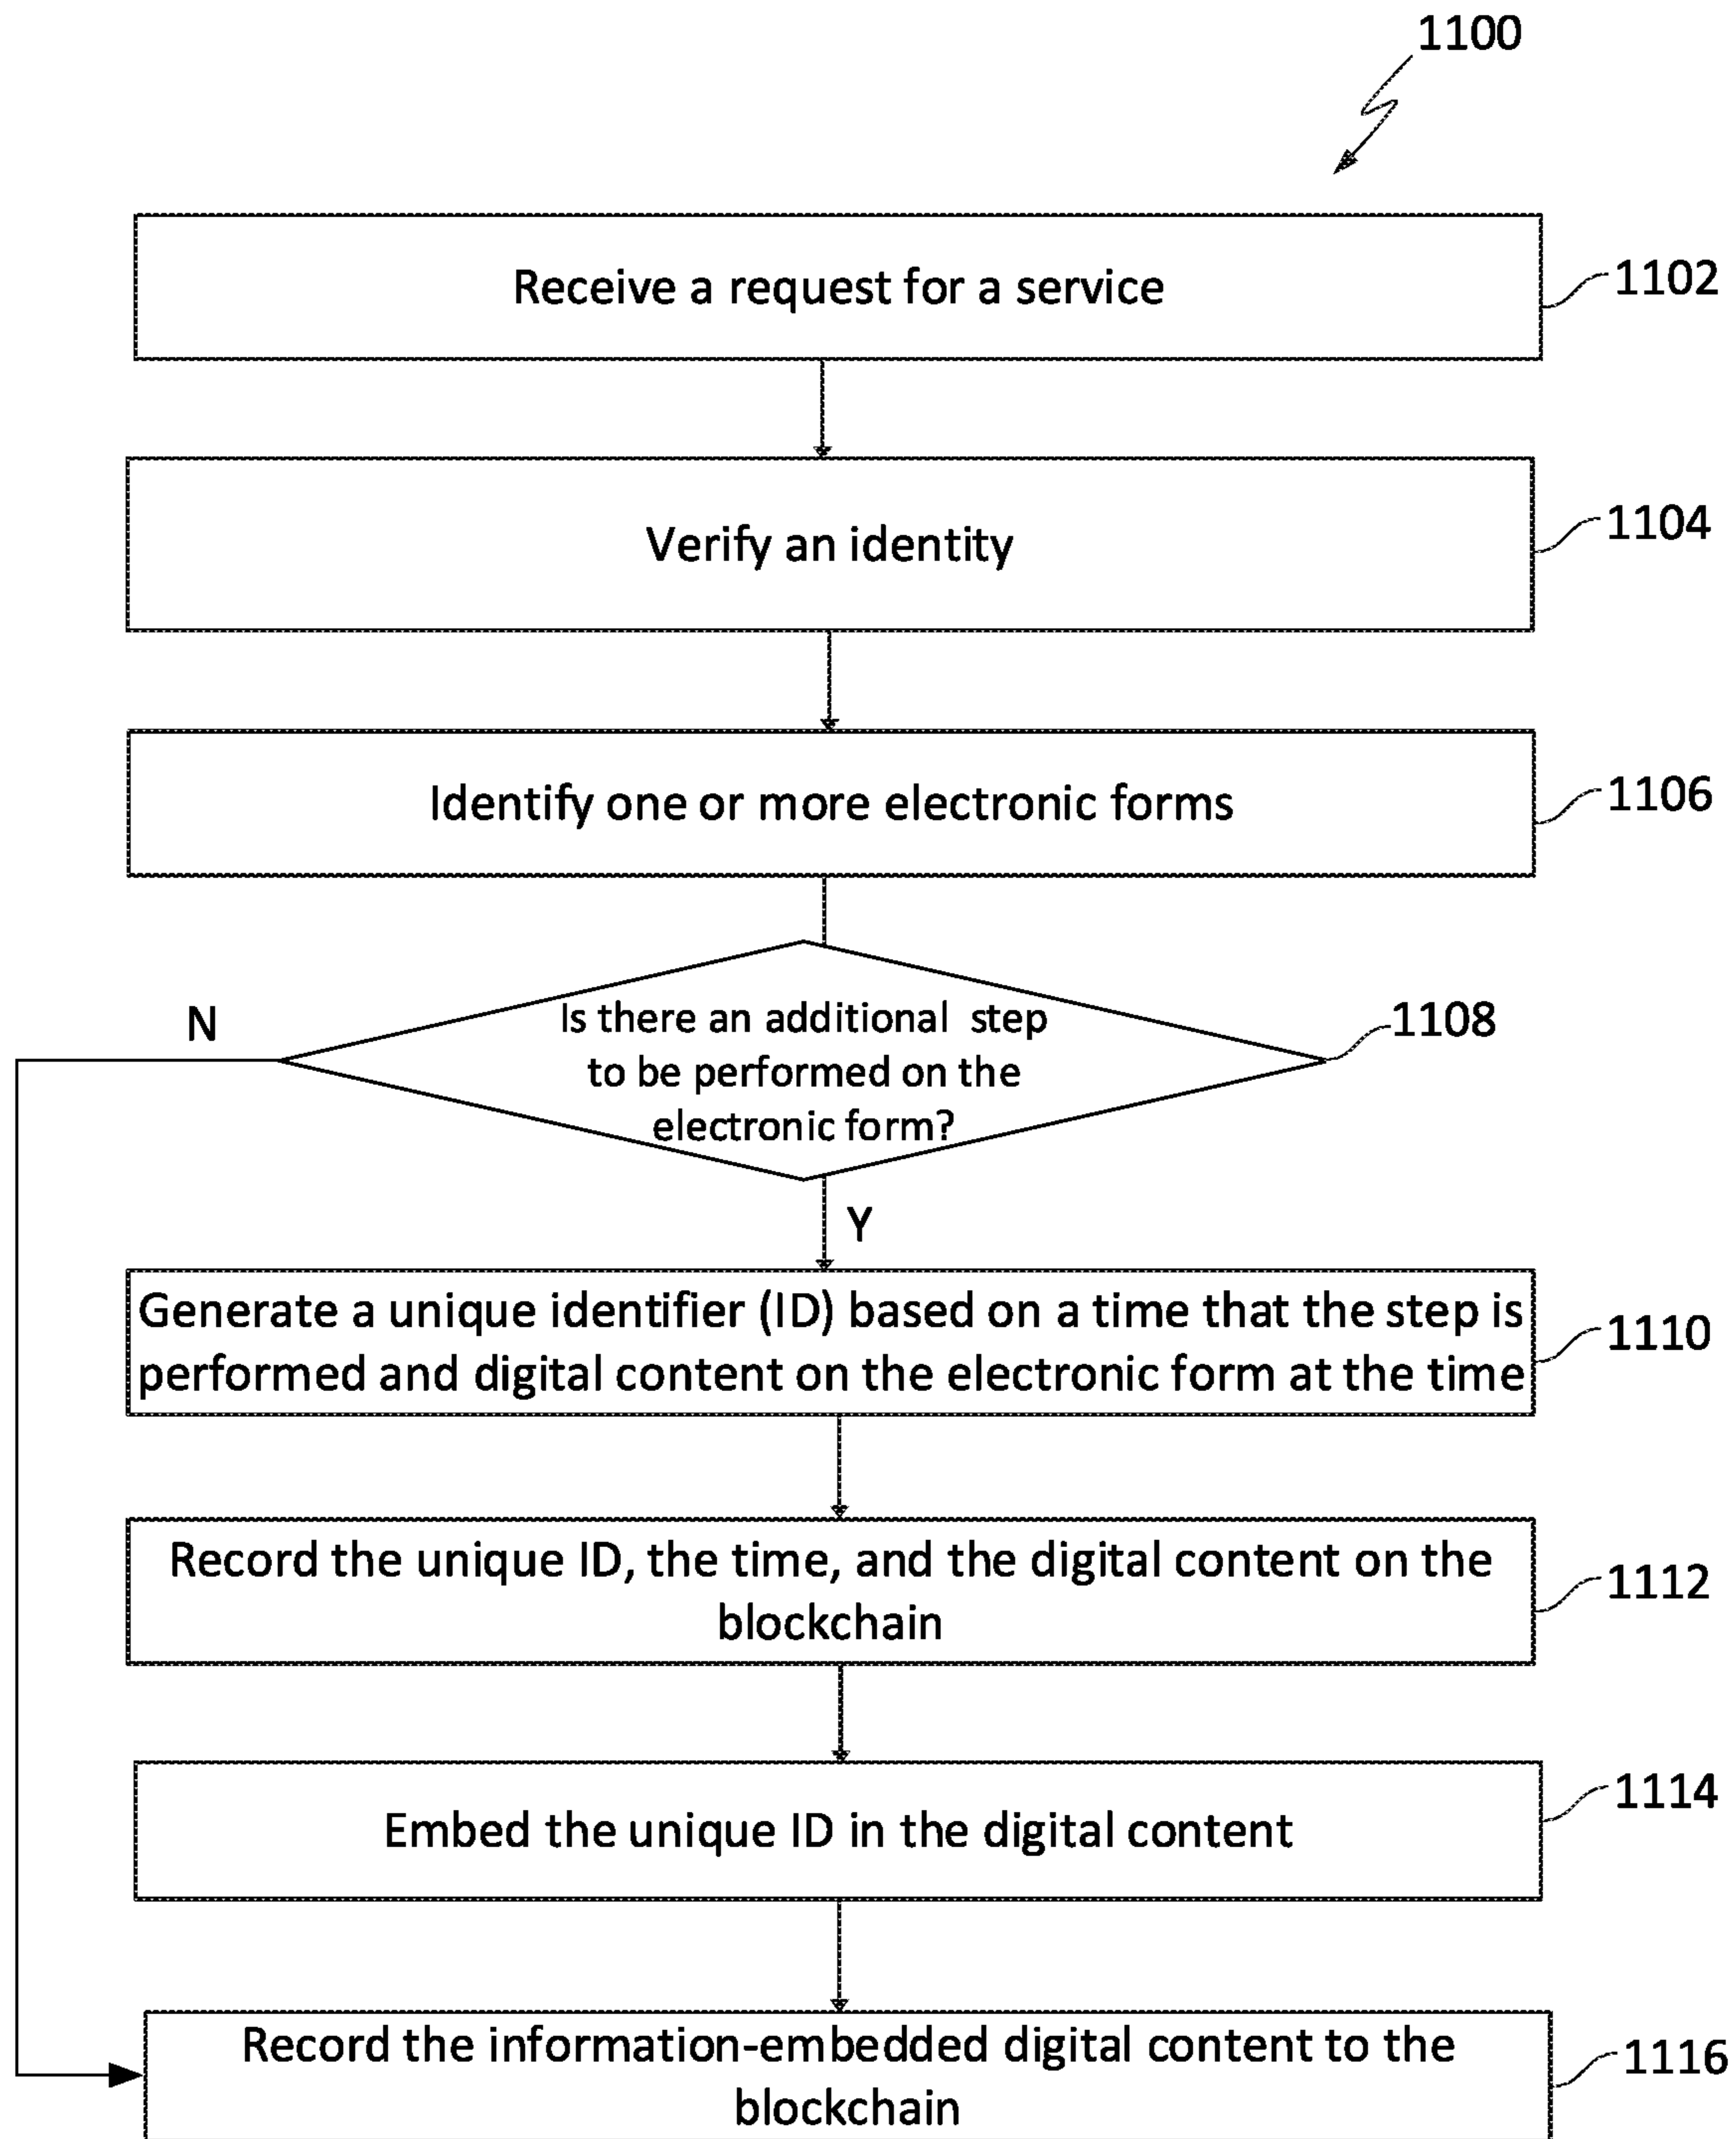 1100
Receive a request for a service
1102
Verify an identity
1104
Identify one or more electronic forms
1106
N
Is there an additional step
to be performed on the
electronic form?
1108
Y
Generate a unique identifier (ID) based on a time that the step is
performed and digital content on the electronic form at the time
1110
Record the unique ID, the time, and the digital content on the
blockchain
1112
Embed the unique ID in the digital content
1114
Record the information-embedded digital content to the
blockchain
1116